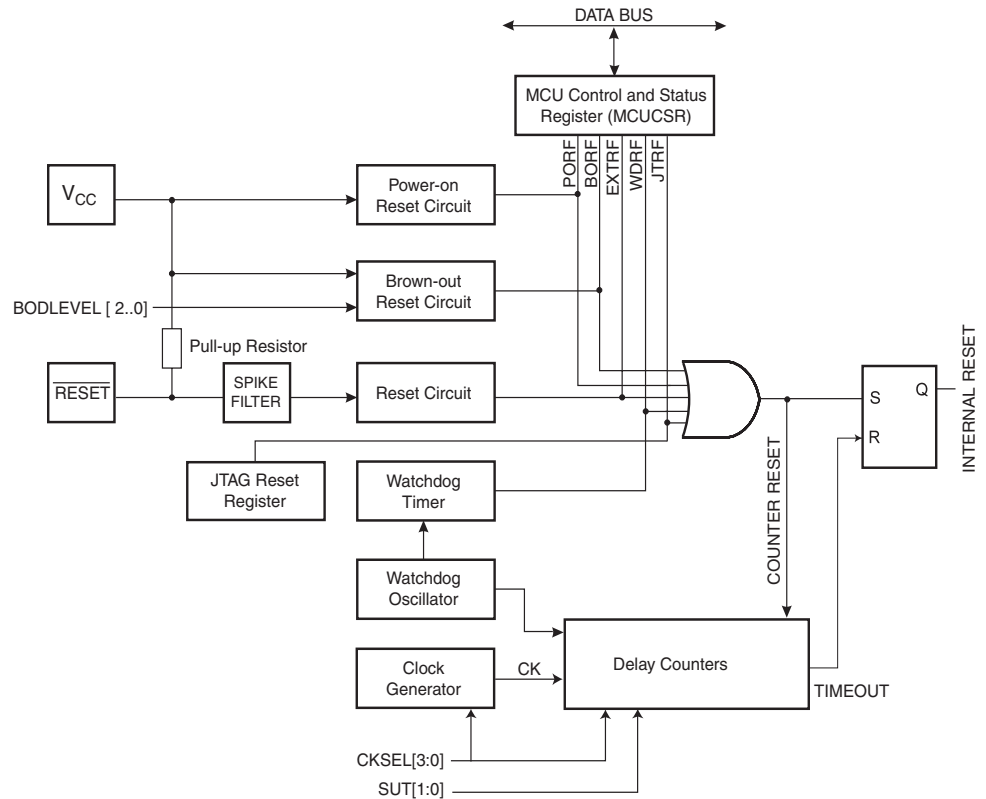 DATA BUS
MCU Control and Status
Register (MCUCSR)
PORF
BORF
EXTRF
WDRF
JTRF
VCC
Power-on
Reset Circuit
Brown-out
Reset Circuit
BODLEVEL [ 2..0]
Pull-up Resistor
RESET
SPIKE
FILTER
Reset Circuit
S
Q
R
INTERNAL RESET
JTAG Reset
Register
Watchdog
Timer
COUNTER RESET
Watchdog
Oscillator
Clock
Generator
CK
Delay Counters
TIMEOUT
CKSEL[3:0]
SUT[1:0]